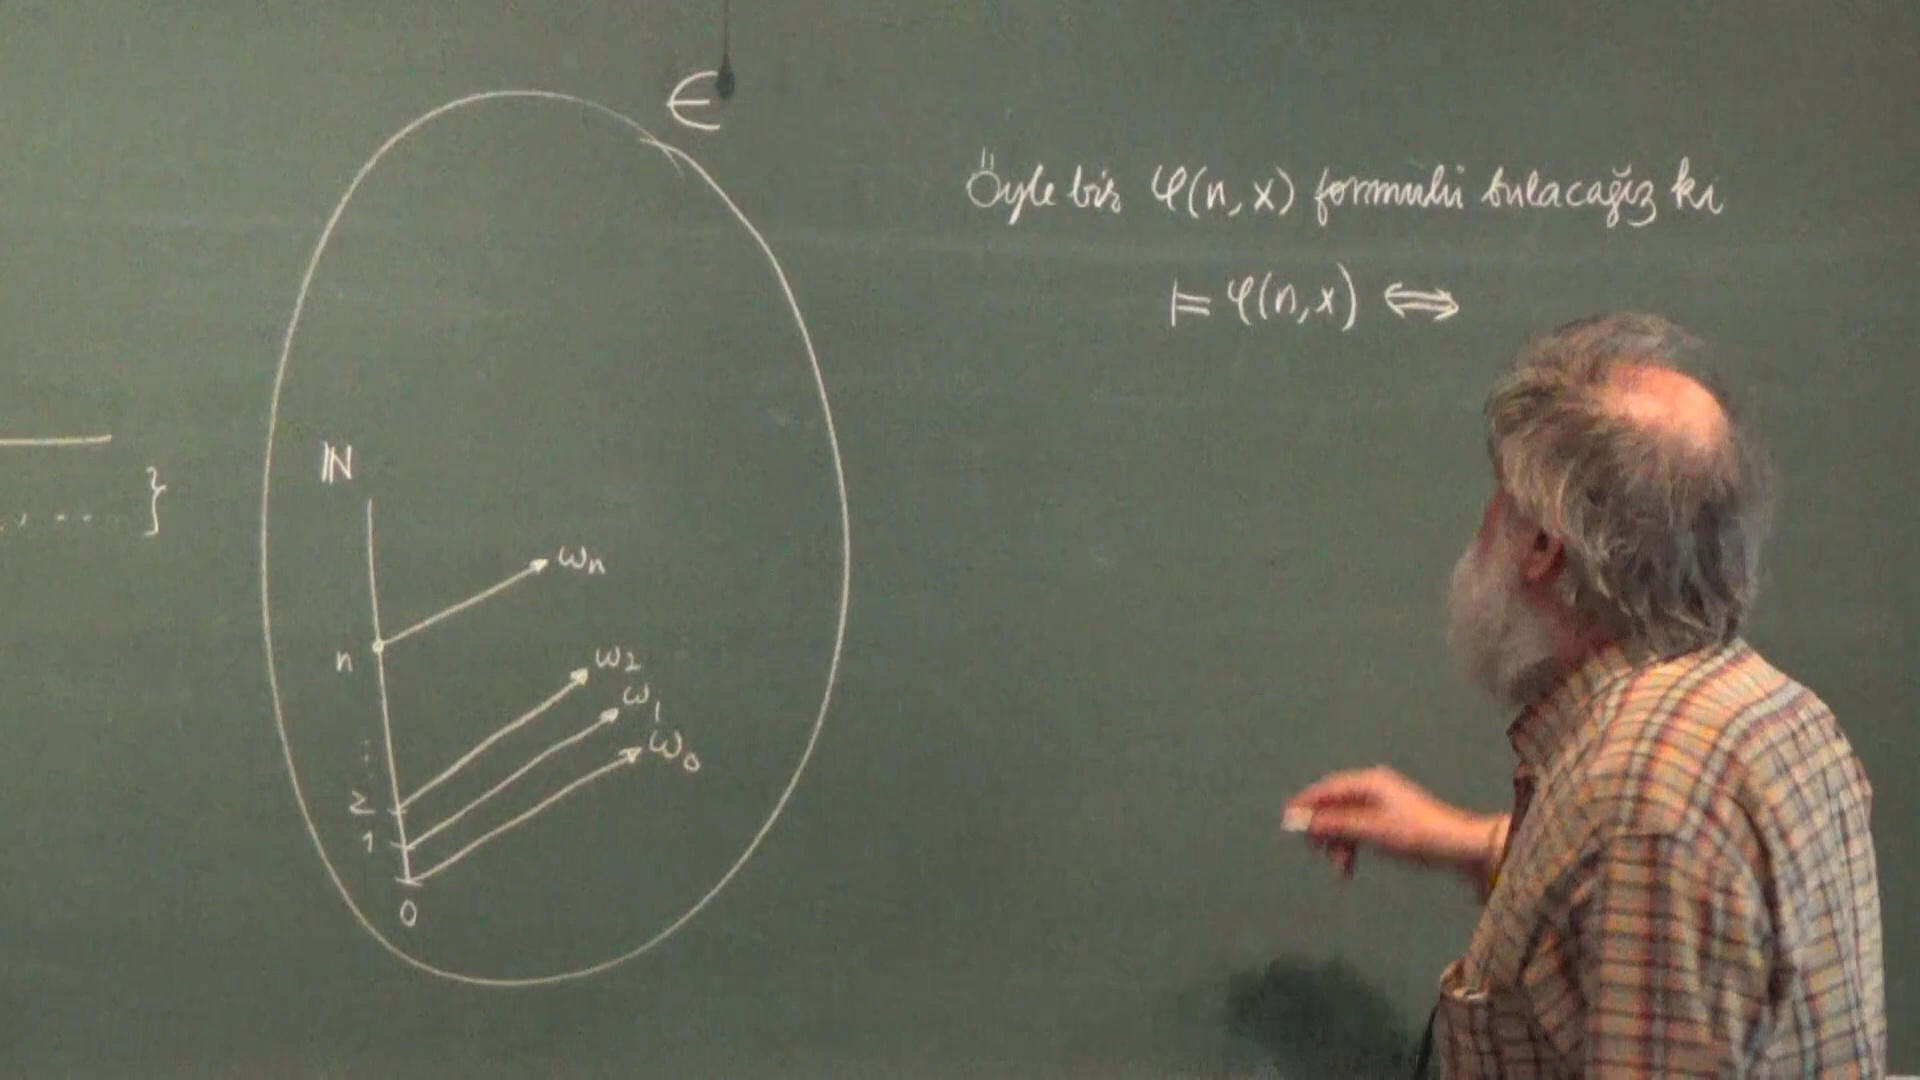 ∈
Öyle bir φ(n,x) formülü bulacağız ki
⊨ φ(n,x) ⟺
ℕ
..., ... }
ωn
n
ω2
ω1
ω0
⋮
2
1
0